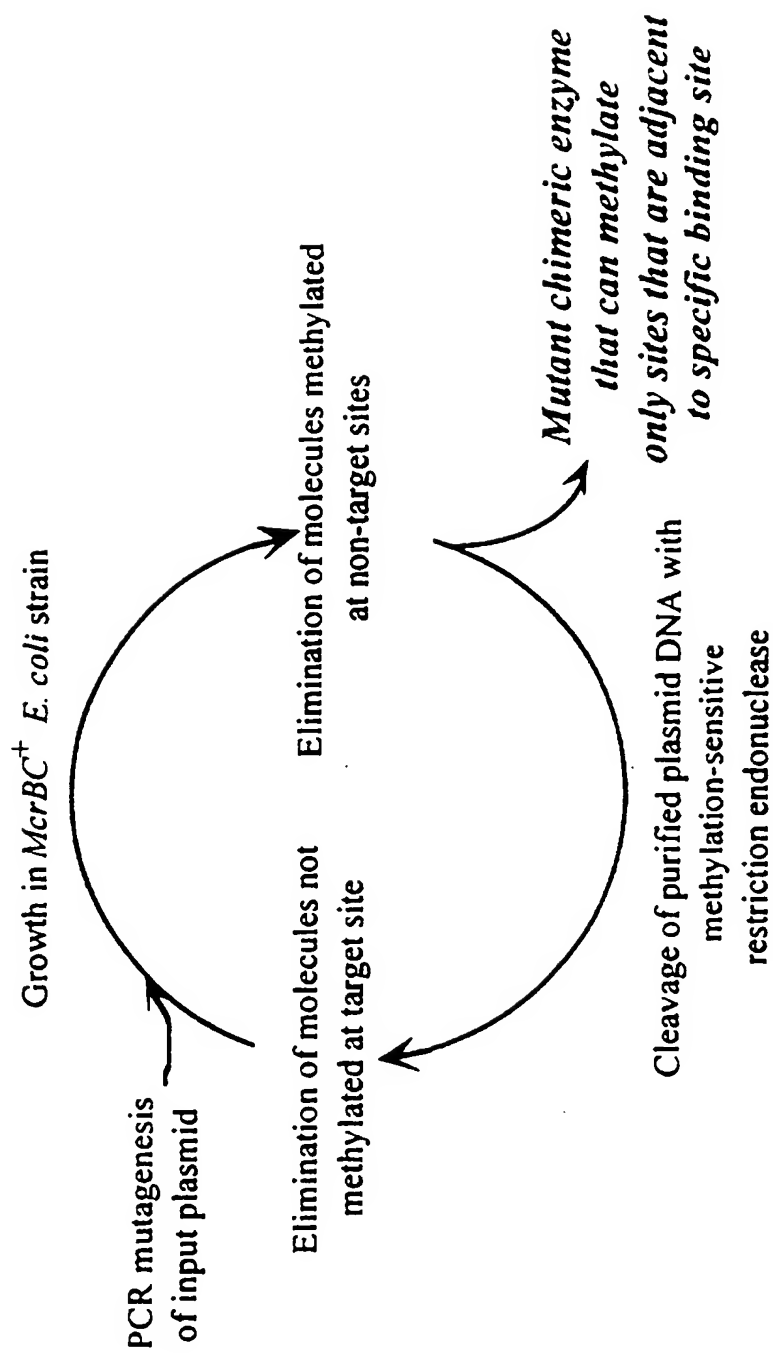 PCR mutagenesis
of input plasmid
Growth in McrBC+ E. coli strain
Elimination of molecules methylated
at non-target sites
Mutant chimeric enzyme
that can methylate
only sites that are adjacent
to specific binding site
Cleavage of purified plasmid DNA with
methylation-sensitive
restriction endonuclease
Elimination of molecules not
methylated at target site